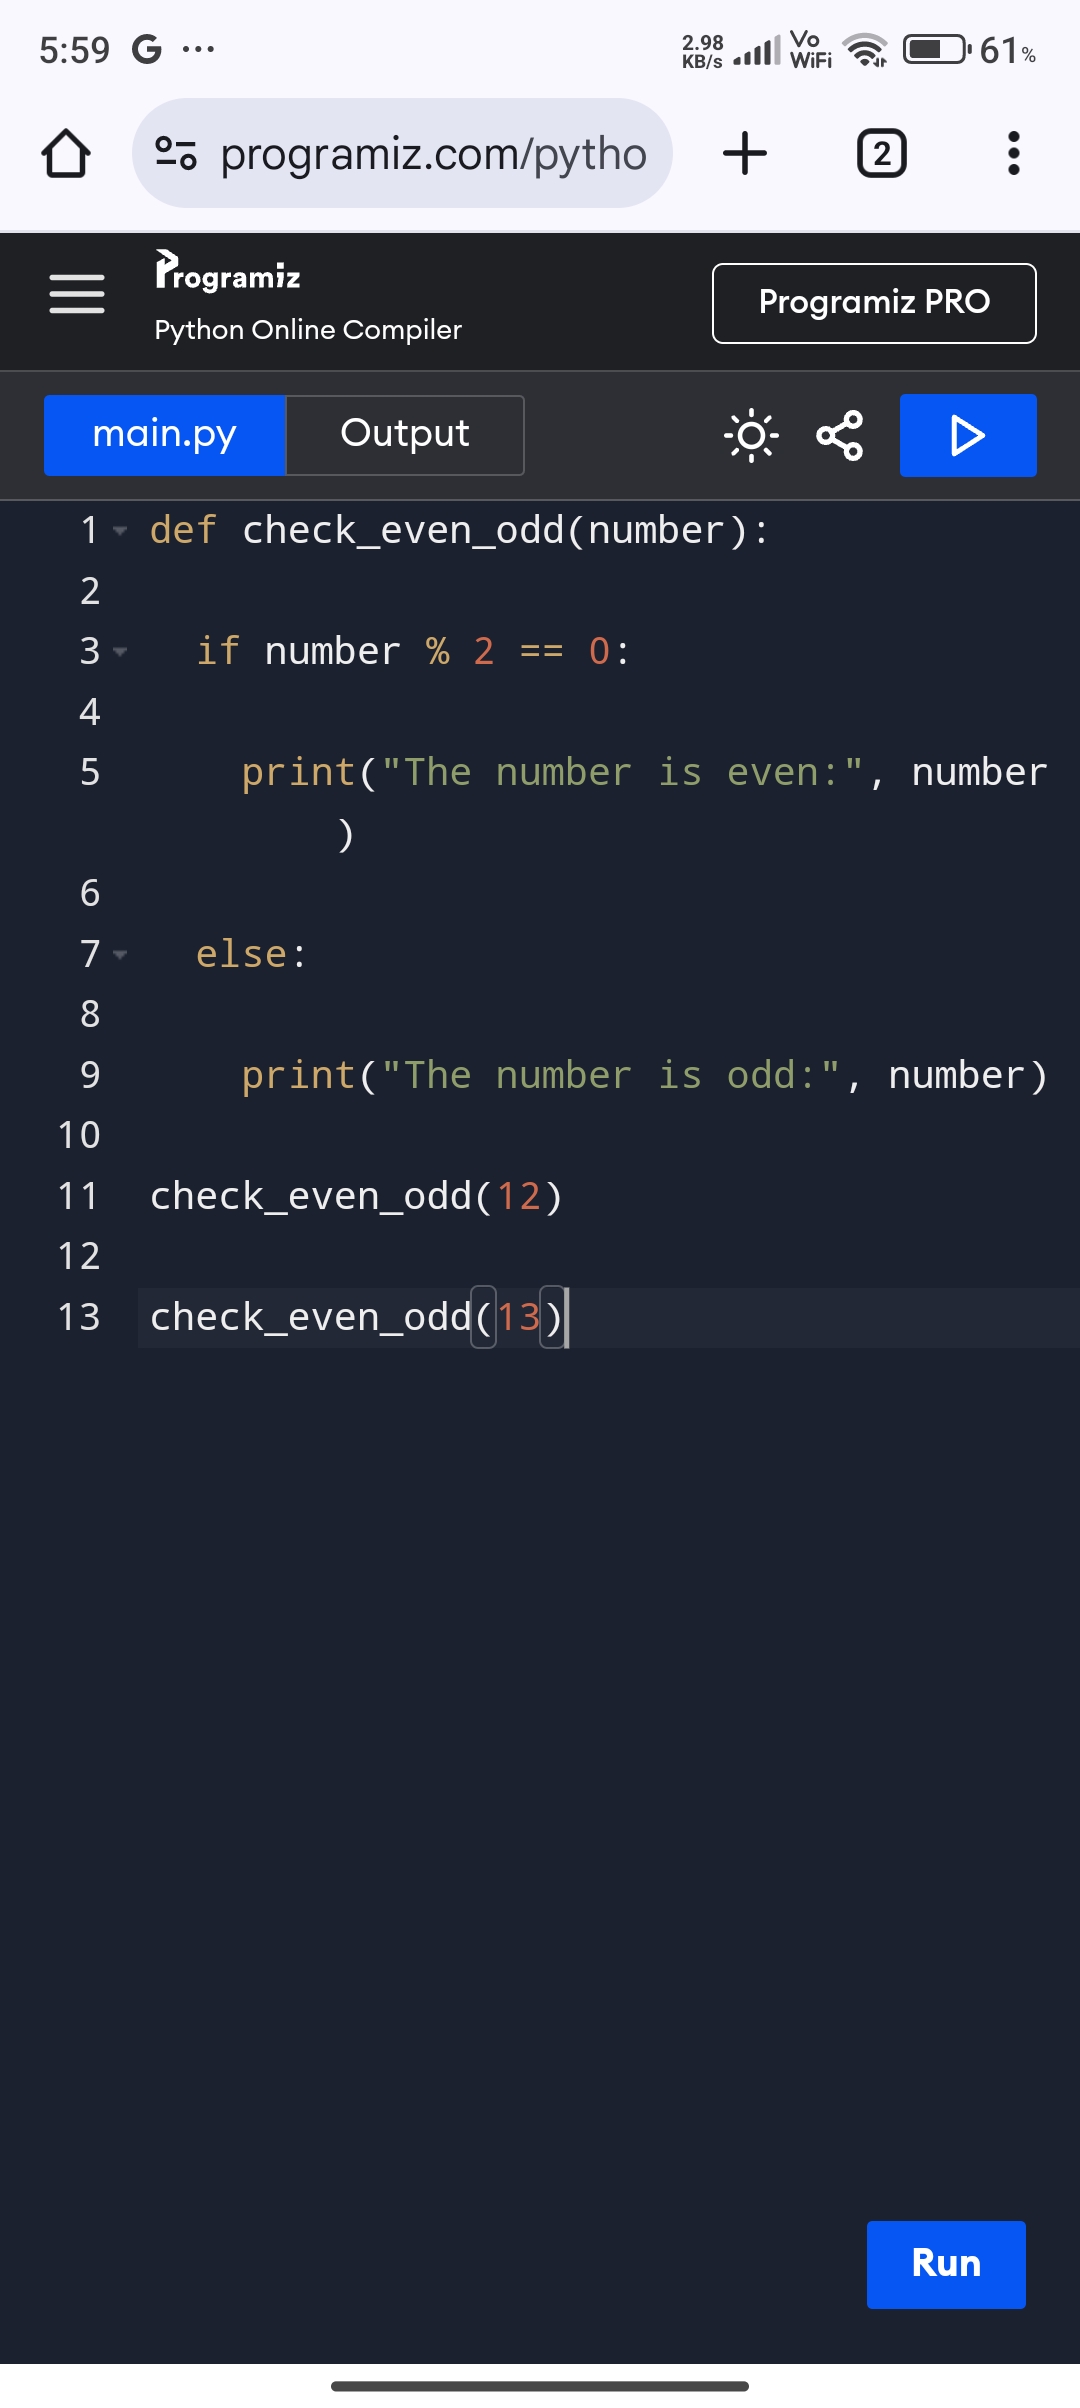 5:59 G ... 2.98 KB/s Vo WiFi 61%
programiz.com/pytho 2
Programiz
Python Online Compiler
Programiz PRO
main.py Output
1 def check_even_odd(number):
2
3 if number % 2 == 0:
4
5 print("The number is even:", number
)
6
7 else:
8
9 print("The number is odd:", number)
10
11 check_even_odd(12)
12
13 check_even_odd(13)
Run